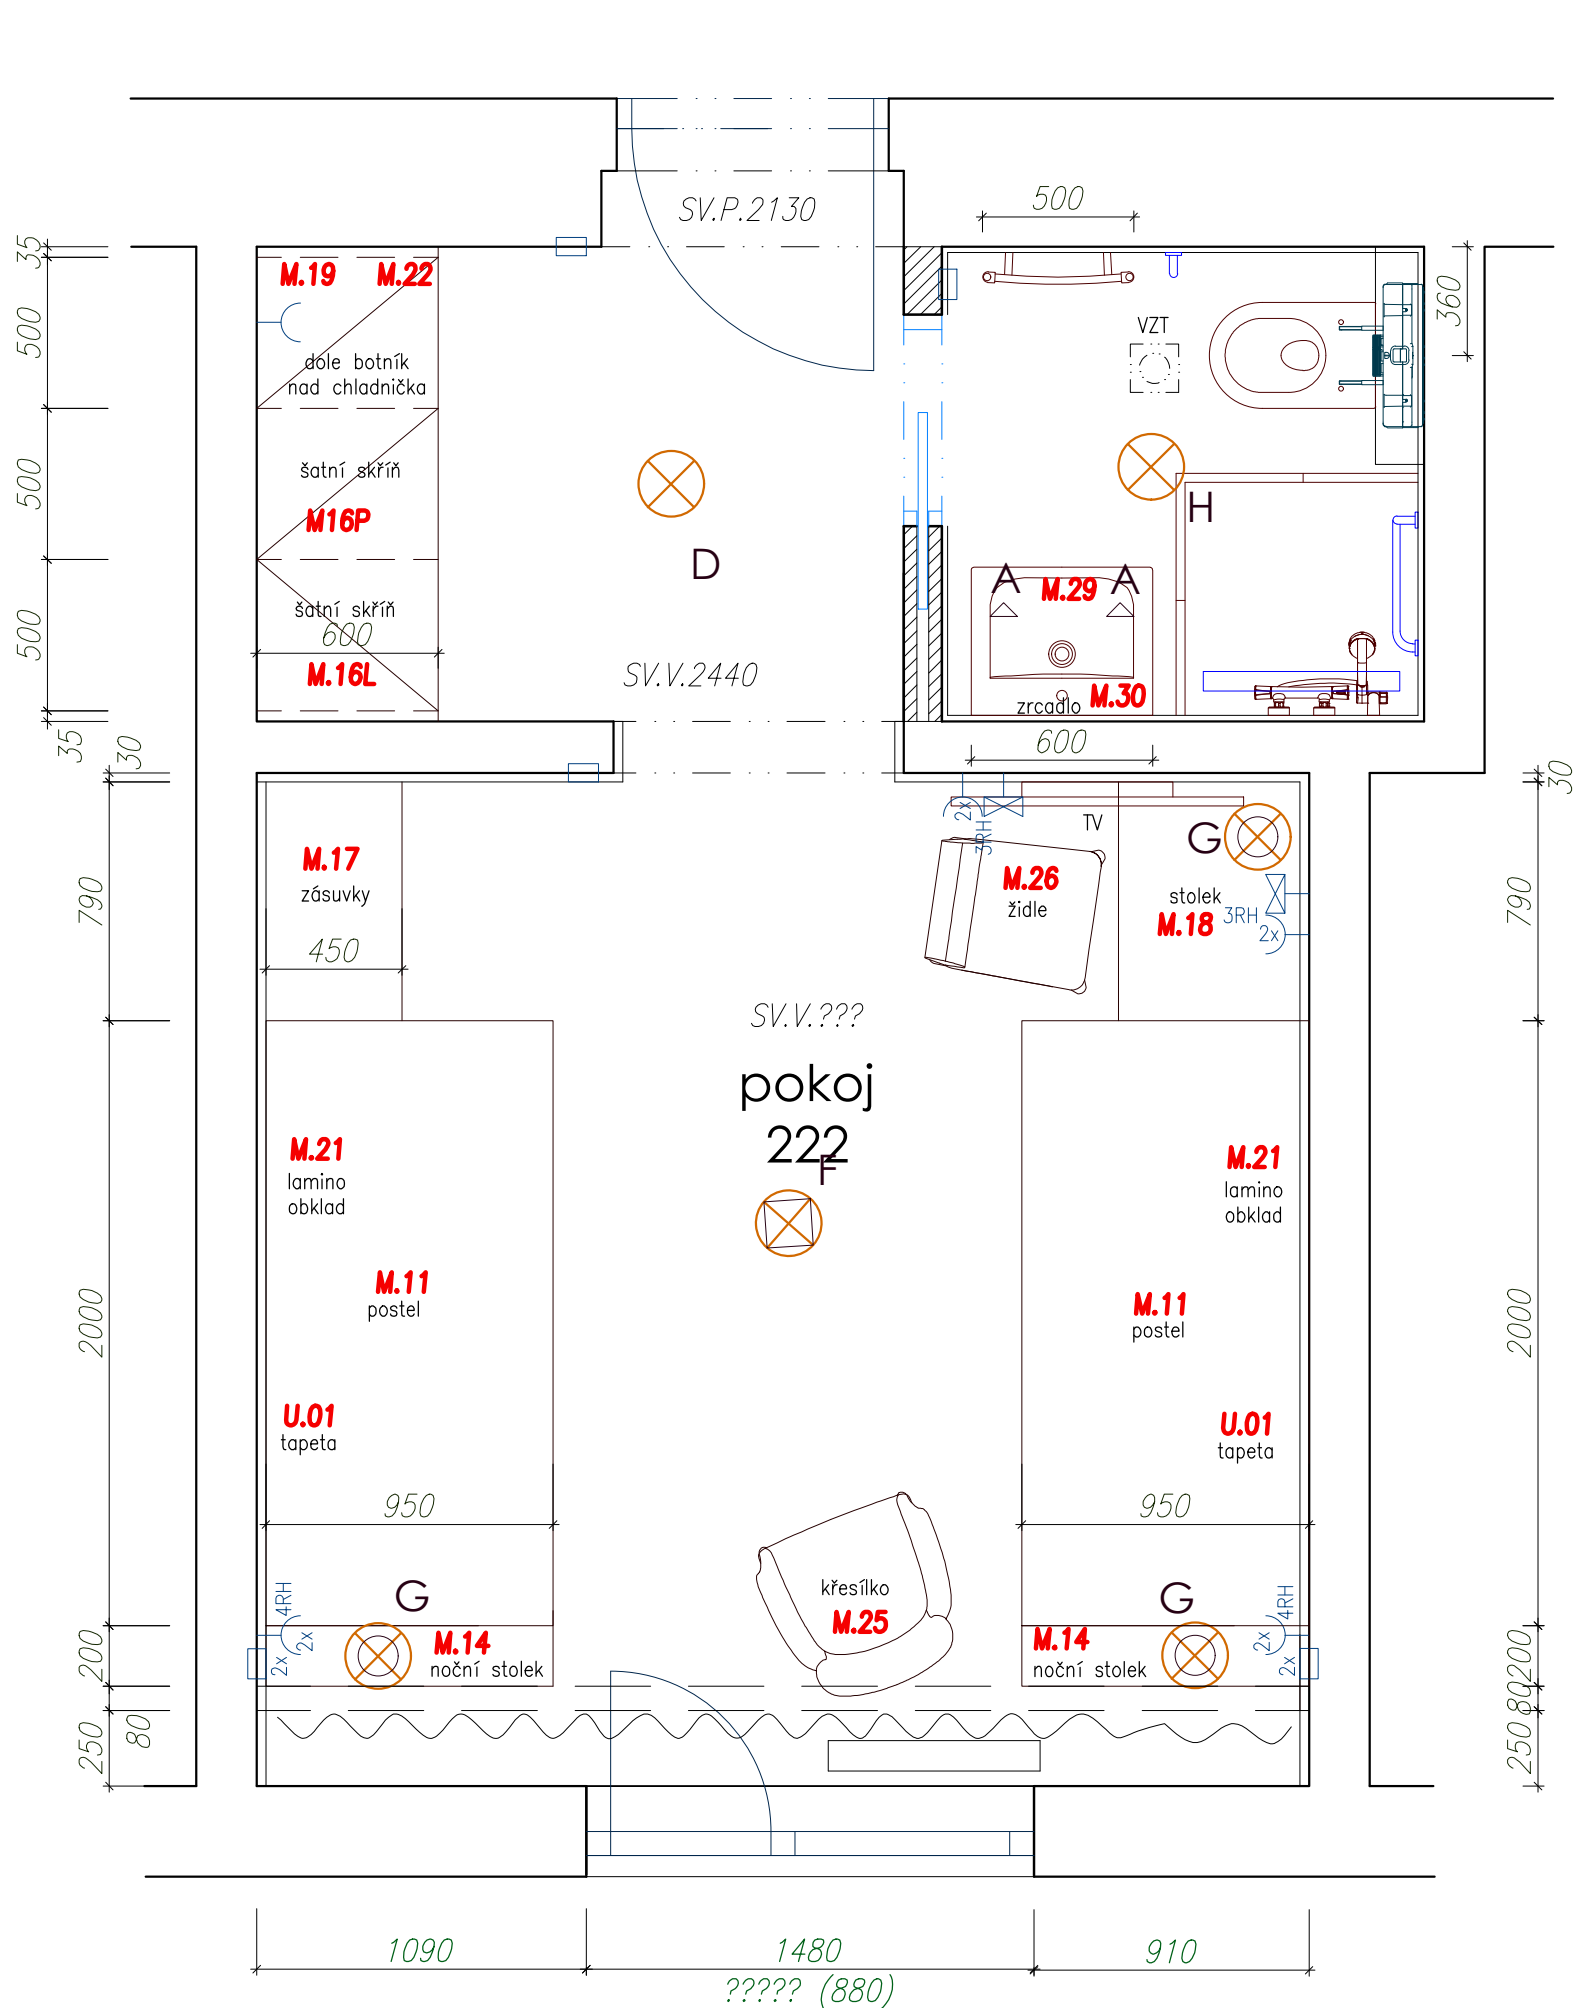 SV.P.2130
500
35
M.19 M.22
500
dole botník
nad chladnička
VZT
360
500
šatní skříň
M16P
H
D
A A
M.29
500
šatní skříň
600
M.16L
SV.V.2440
M.30
zrcadlo
35
30
600
30
2x
3RH
TV
G
M.17
zásuvky
M.26
židle
stolek
M.18
3RH
2x
790
790
450
SV.V.???
pokoj
222
F
M.21
lamino
obklad
M.21
lamino
obklad
M.11
postel
M.11
postel
2000
2000
U.01
tapeta
U.01
tapeta
950
950
G
křesílko
M.25
G
4RH
2x
2x
M.14
noční stolek
M.14
noční stolek
4RH
2x
2x
200
200
80
80
250
250
1090
1480
910
????? (880)